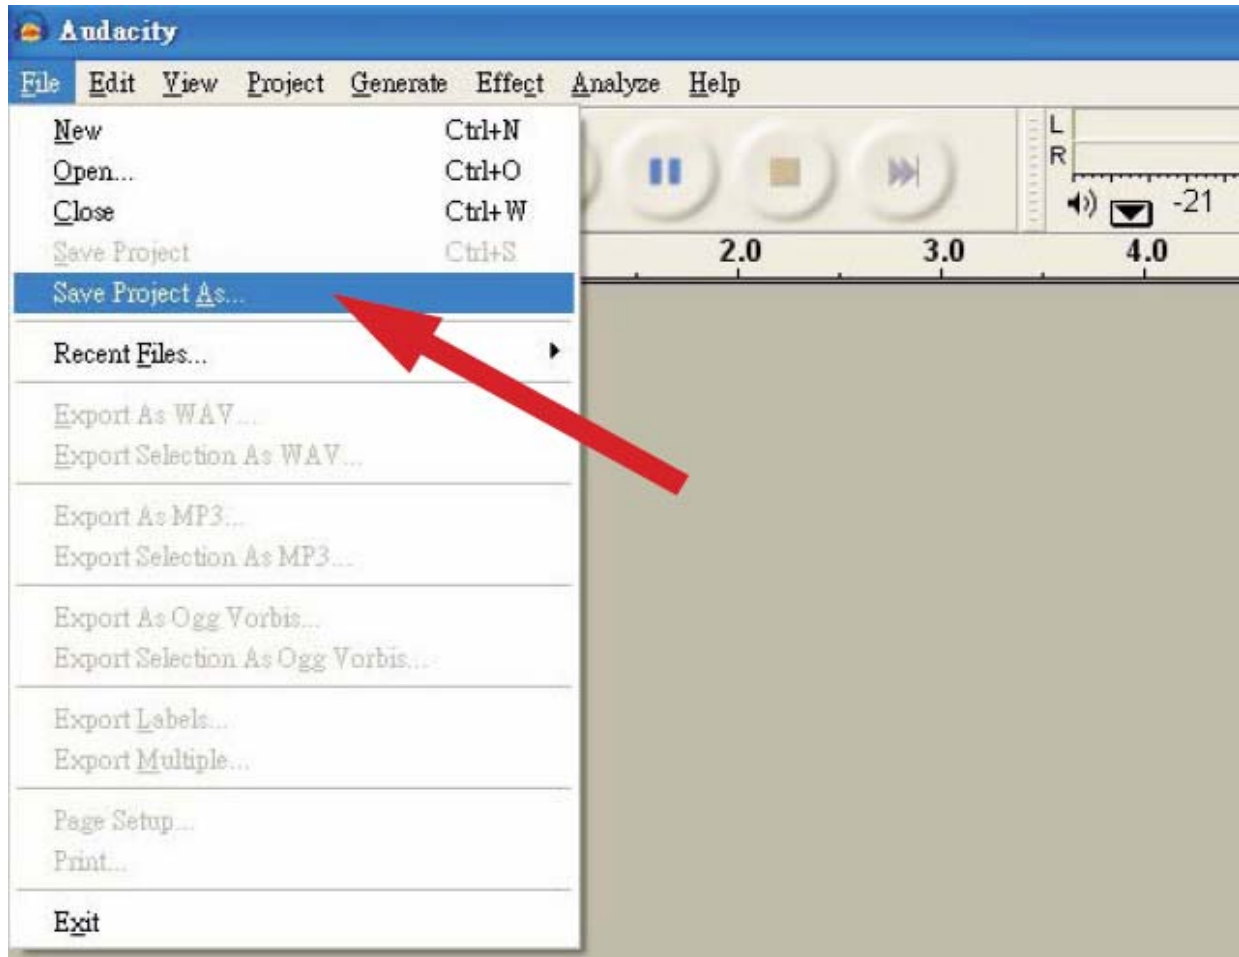 Audacity
File Edit View Project Generate Effect Analyze Help
New Ctrl+N
Open... Ctrl+O
Close Ctrl+W
Save Project Ctrl+S
Save Project As...
Recent Files...
Export As WAV...
Export Selection As WAV...
Export As MP3...
Export Selection As MP3...
Export As Ogg Vorbis...
Export Selection As Ogg Vorbis...
Export Labels...
Export Multiple...
Page Setup...
Print...
Exit
L
R
-21
2.0 3.0 4.0